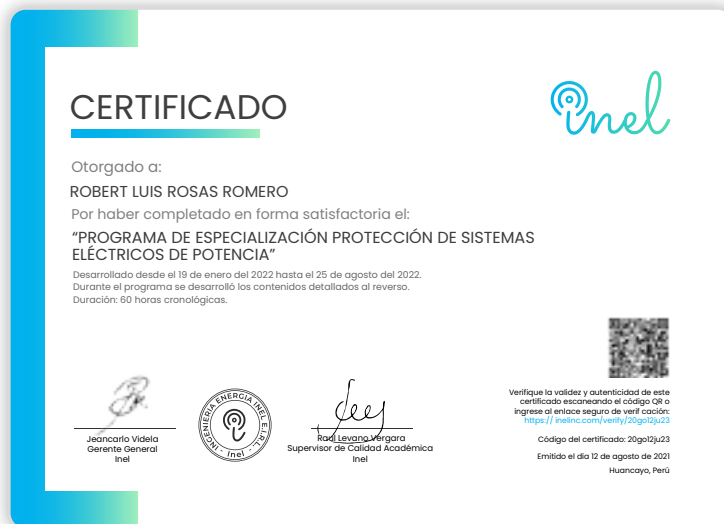 CERTIFICADO
inel
Otorgado a:
ROBERT LUIS ROSAS ROMERO
Por haber completado en forma satisfactoria el:
“PROGRAMA DE ESPECIALIZACIÓN PROTECCIÓN DE SISTEMAS
ELÉCTRICOS DE POTENCIA”
Desarrollado desde el 19 de enero del 2022 hasta el 25 de agosto del 2022.
Durante el programa se desarrolló los contenidos detallados al reverso.
Duración: 60 horas cronológicas.
Jeancarlo Videla
Gerente General
Inel
INGENIERIA ENERGIA INEL E.I.R.L.
- Inel -
Raúl Levano Vergara
Supervisor de Calidad Académica
Inel
Verifique la validez y autenticidad de este
certificado escaneando el código QR o
ingrese al enlace seguro de verif cación:
https:// inelinc.com/verify/20go12ju23
Código del certificado: 20go12ju23
Emitido el día 12 de agosto de 2021
Huancayo, Perú